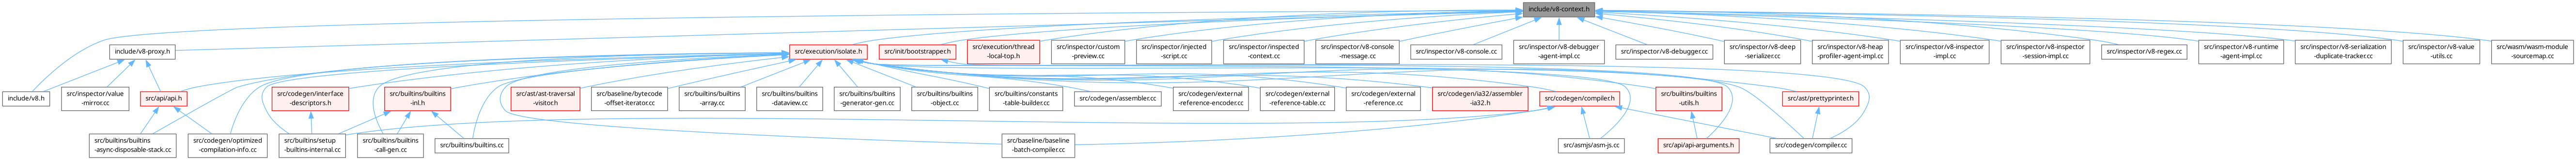 include/v8-context.h
include/v8-proxy.h
src/execution/isolate.h
src/init/bootstrapper.h
src/execution/thread
-local-top.h
src/inspector/custom
-preview.cc
src/inspector/injected
-script.cc
src/inspector/inspected
-context.cc
src/inspector/v8-console
-message.cc
src/inspector/v8-console.cc
src/inspector/v8-debugger
-agent-impl.cc
src/inspector/v8-debugger.cc
src/inspector/v8-deep
-serializer.cc
src/inspector/v8-heap
-profiler-agent-impl.cc
src/inspector/v8-inspector
-impl.cc
src/inspector/v8-inspector
-session-impl.cc
src/inspector/v8-regex.cc
src/inspector/v8-runtime
-agent-impl.cc
src/inspector/v8-serialization
-duplicate-tracker.cc
src/inspector/v8-value
-utils.cc
src/wasm/wasm-module
-sourcemap.cc
include/v8.h
src/inspector/value
-mirror.cc
src/api/api.h
src/codegen/interface
-descriptors.h
src/builtins/builtins
-inl.h
src/ast/ast-traversal
-visitor.h
src/baseline/bytecode
-offset-iterator.cc
src/builtins/builtins
-array.cc
src/builtins/builtins
-dataview.cc
src/builtins/builtins
-generator-gen.cc
src/builtins/builtins
-object.cc
src/builtins/constants
-table-builder.cc
src/codegen/assembler.cc
src/codegen/external
-reference-encoder.cc
src/codegen/external
-reference-table.cc
src/codegen/external
-reference.cc
src/codegen/ia32/assembler
-ia32.h
src/codegen/compiler.h
src/builtins/builtins
-utils.h
src/ast/prettyprinter.h
src/builtins/builtins
-async-disposable-stack.cc
src/codegen/optimized
-compilation-info.cc
src/builtins/setup
-builtins-internal.cc
src/builtins/builtins
-call-gen.cc
src/builtins/builtins.cc
src/baseline/baseline
-batch-compiler.cc
src/asmjs/asm-js.cc
src/api/api-arguments.h
src/codegen/compiler.cc